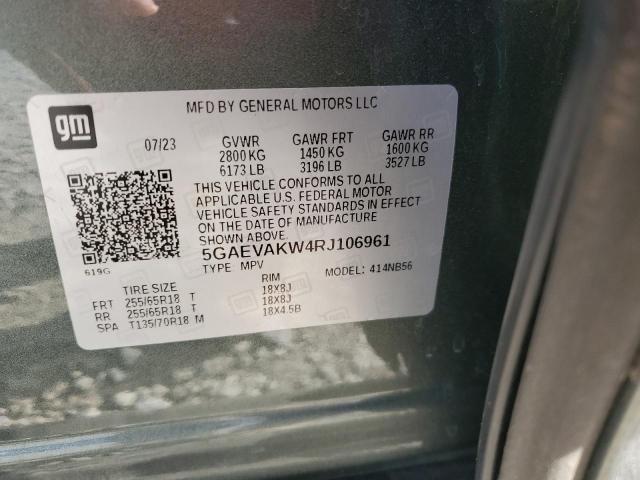 gm
MFD BY GENERAL MOTORS LLC
07/23 GVWR GAWR FRT GAWR RR
2800 KG 1450 KG 1600 KG
6173 LB 3196 LB 3527 LB
THIS VEHICLE CONFORMS TO ALL
APPLICABLE U.S. FEDERAL MOTOR
VEHICLE SAFETY STANDARDS IN EFFECT
ON THE DATE OF MANUFACTURE
SHOWN ABOVE.
619G
5GAEVAKW4RJ106961
TYPE MPV MODEL: 414NB56
TIRE SIZE RIM
FRT 255/65R18 T 18X8J
RR 255/65R18 T 18X8J
SPA T135/70R18 M 18X4.5B